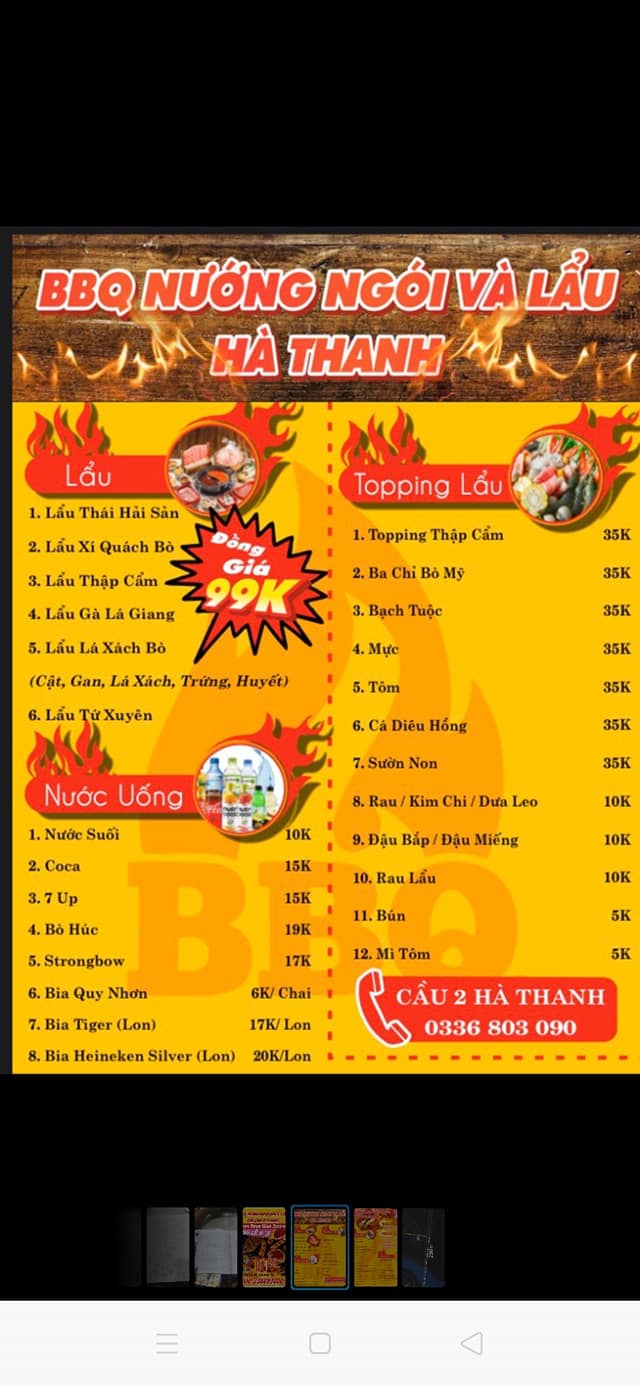 BBQ NƯỚNG NGÓI VÀ LẨU
HÀ THANH
Lẩu
1. Lẩu Thái Hải Sản
2. Lẩu Xí Quách Bò
3. Lẩu Thập Cẩm
4. Lẩu Gà Lá Giang
5. Lẩu Lá Xách Bò
(Cật, Gan, Lá Xách, Trứng, Huyết)
6. Lẩu Tứ Xuyên
Đồng
Giá
99K
Nước Uống
1. Nước Suối 10K
2. Coca 15K
3. 7 Up 15K
4. Bò Húc 19K
5. Strongbow 17K
6. Bia Quy Nhơn 6K/ Chai
7. Bia Tiger (Lon) 17K/ Lon
8. Bia Heineken Silver (Lon) 20K/Lon
Topping Lẩu
1. Topping Thập Cẩm 35K
2. Ba Chỉ Bò Mỹ 35K
3. Bạch Tuộc 35K
4. Mực 35K
5. Tôm 35K
6. Cá Diêu Hồng 35K
7. Sườn Non 35K
8. Rau / Kim Chi / Dưa Leo 10K
9. Đậu Bắp / Đậu Miếng 10K
10. Rau Lẩu 10K
11. Bún 5K
12. Mì Tôm 5K
CẦU 2 HÀ THANH
0336 803 090
BBQ